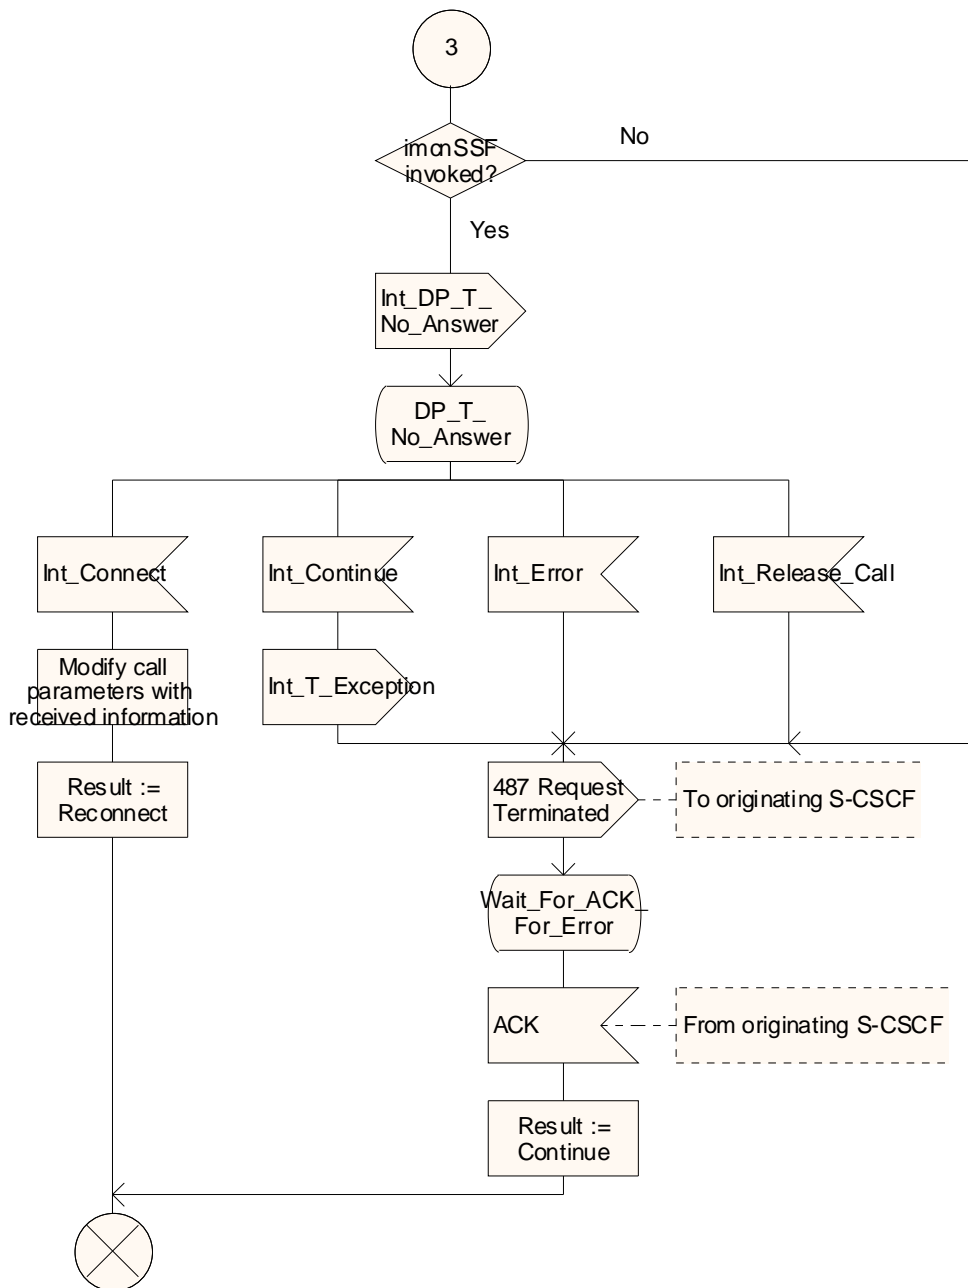 3
imcnSSF
invoked?
No
Yes
Int_DP_T_
No_Answer
DP_T_
No_Answer
Int_Connect
Int_Continue
Int_Error
Int_Release_Call
Modify call
parameters with
received information
Int_T_Exception
Result :=
Reconnect
487 Request
Terminated
To originating S-CSCF
Wait_For_ACK_
For_Error
ACK
From originating S-CSCF
Result :=
Continue